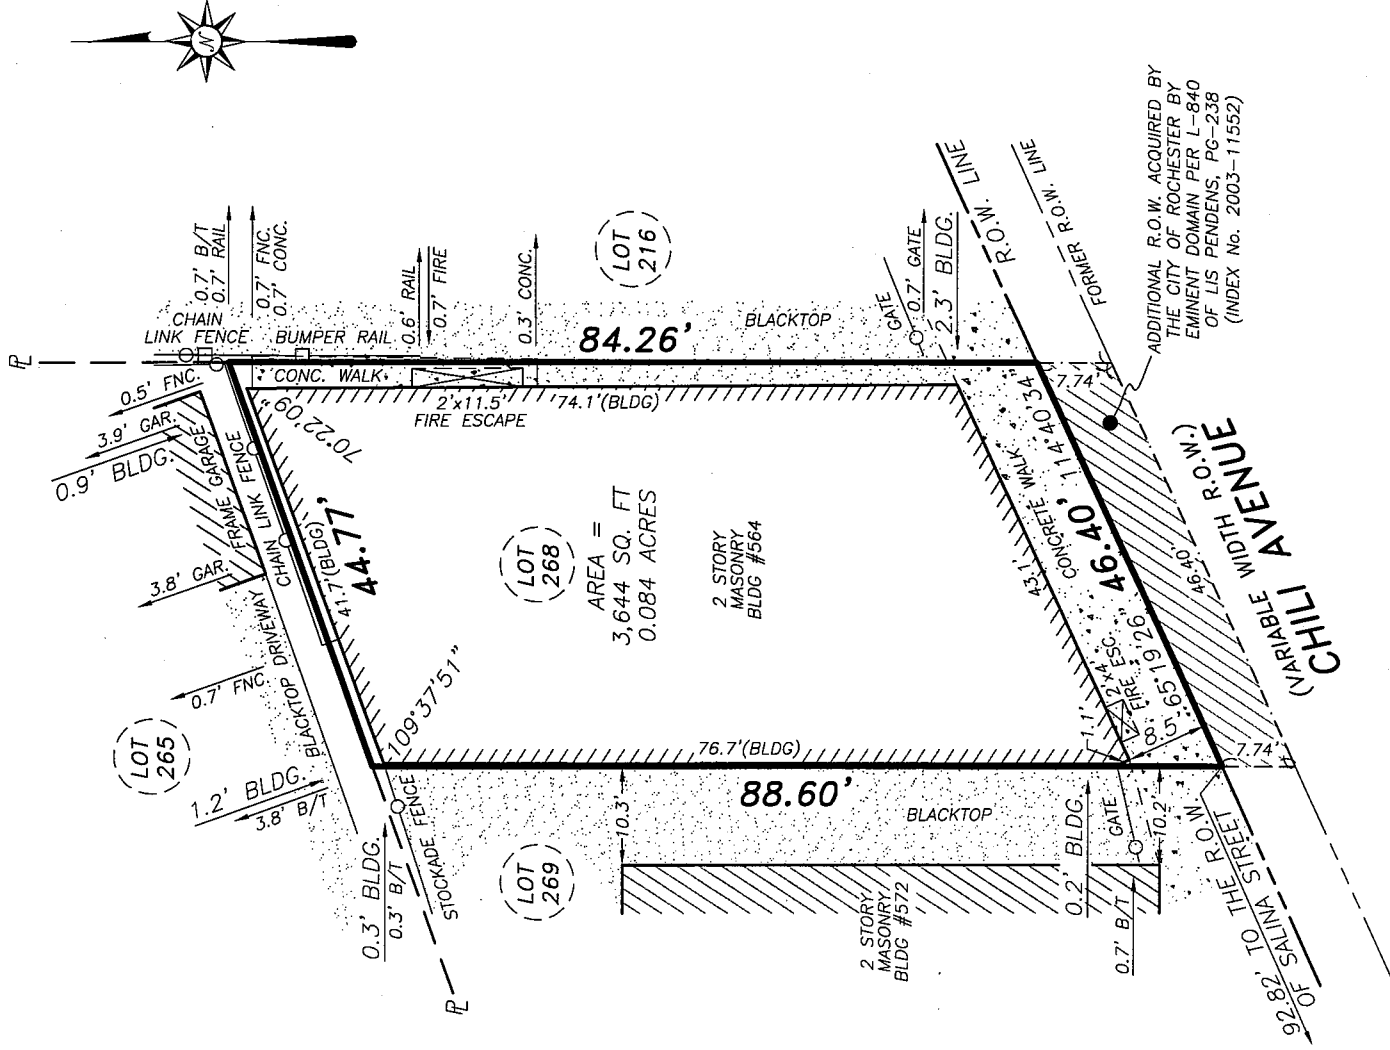 N
ADDITIONAL R.O.W. ACQUIRED BY
THE CITY OF ROCHESTER BY
EMINENT DOMAIN PER L-840
OF LIS PENDENS, PG-238
(INDEX No. 2003-11552)
R.O.W. LINE
FORMER R.O.W. LINE
LOT
216
0.7' B/T
0.7' RAIL
0.7' FNC.
0.7' CONC.
0.6' RAIL
0.7' FIRE
0.3' CONC.
GATE
0.7' GATE
2.3' BLDG.
CHAIN
LINK FENCE
BUMPER RAIL
84.26'
BLACKTOP
PL
CONC. WALK
2'x11.5'
FIRE ESCAPE
74.1'(BLDG)
70°22'09"
0.5' FNC.
3.9' GAR.
0.9' BLDG.
FRAME GARAGE
CHAIN LINK FENCE
41.7'(BLDG)
44.77'
3.8' GAR.
BLACKTOP DRIVEWAY
0.7' FNC.
LOT
265
1.2' BLDG.
3.8' B/T
109°37'51"
LOT
268
AREA =
3,644 SQ. FT
0.084 ACRES
2 STORY
MASONRY
BLDG #564
43.1'
CONCRETE WALK
46.40'
114°40'34"
7.74'
46.40'
(VARIABLE WIDTH R.O.W.)
CHILI AVENUE
65°19'26"
2'x4'
FIRE ESC.
1.1'
8.5'
7.74'
76.7'(BLDG)
88.60'
BLACKTOP
STOCKADE FENCE
0.3' BLDG.
0.3' B/T
PL
LOT
269
10.3'
10.2'
GATE
0.2' BLDG.
0.7' B/T
2 STORY
MASONRY
BLDG #572
92.82' TO THE R.O.W.
OF SALINA STREET